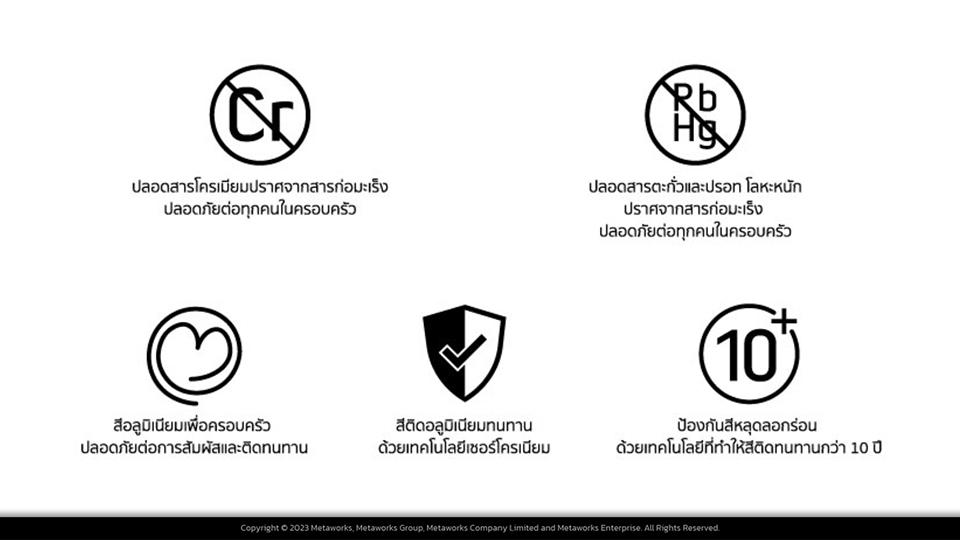 Cr
ปลอดสารโครเมียมปราศจากสารก่อมะเร็ง
ปลอดภัยต่อทุกคนในครอบครัว
Pb
Hg
ปลอดสารตะกั่วและปรอท โลหะหนัก
ปราศจากสารก่อมะเร็ง
ปลอดภัยต่อทุกคนในครอบครัว
สีอลูมิเนียมเพื่อครอบครัว
ปลอดภัยต่อการสัมผัสและติดทนทาน
สีติดอลูมิเนียมทนทาน
ด้วยเทคโนโลยีเซอร์โครเนียม
10+
ป้องกันสีหลุดลอกร่อน
ด้วยเทคโนโลยีที่ทำให้สีติดทนทานกว่า 10 ปี
Copyright © 2023 Metaworks, Metaworks Group, Metaworks Company Limited and Metaworks Enterprise. All Rights Reserved.